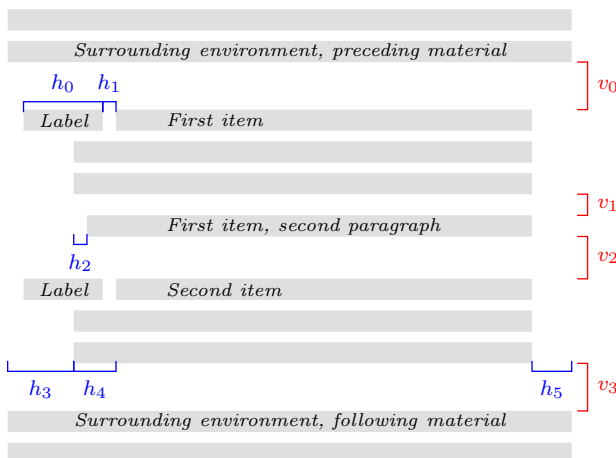 Surrounding environment, preceding material
v₀
h₀ h₁
Label First item
v₁
First item, second paragraph
h₂
v₂
Label Second item
h₃ h₄ h₅ v₃
Surrounding environment, following material